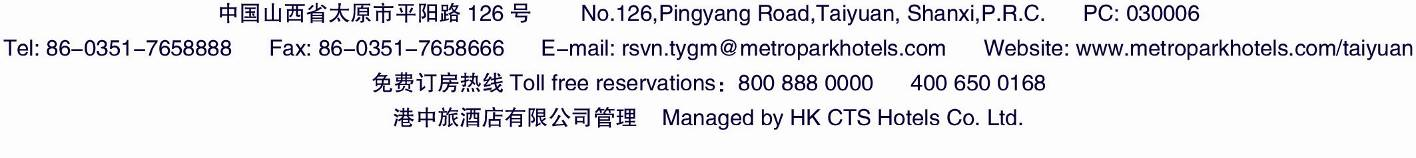 中国山西省太原市平阳路 126 号 No.126,Pingyang Road,Taiyuan, Shanxi,P.R.C. PC: 030006
Tel: 86-0351-7658888 Fax: 86-0351-7658666 E-mail: rsvn.tygm@metroparkhotels.com Website: www.metroparkhotels.com/taiyuan
免费订房热线 Toll free reservations：800 888 0000 400 650 0168
港中旅酒店有限公司管理 Managed by HK CTS Hotels Co. Ltd.